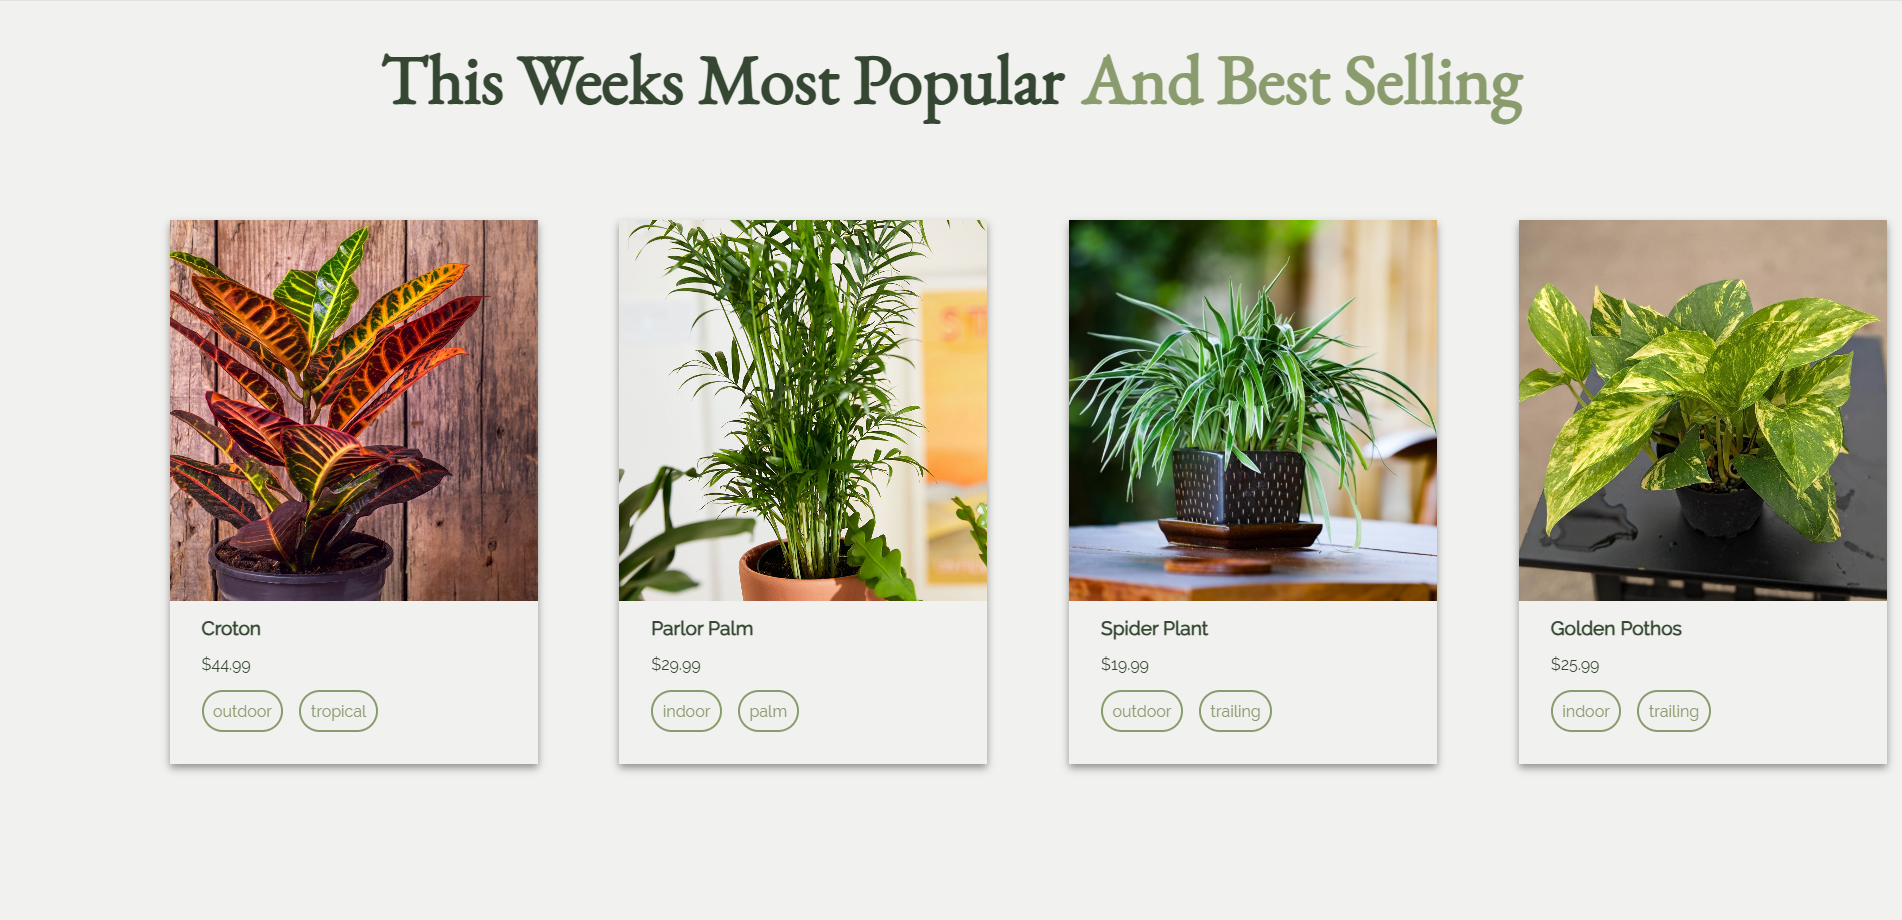 This Weeks Most Popular And Best Selling
ST
Croton
$44.99
outdoor tropical
Parlor Palm
$29.99
indoor palm
Spider Plant
$19.99
outdoor trailing
Golden Pothos
$25.99
indoor trailing